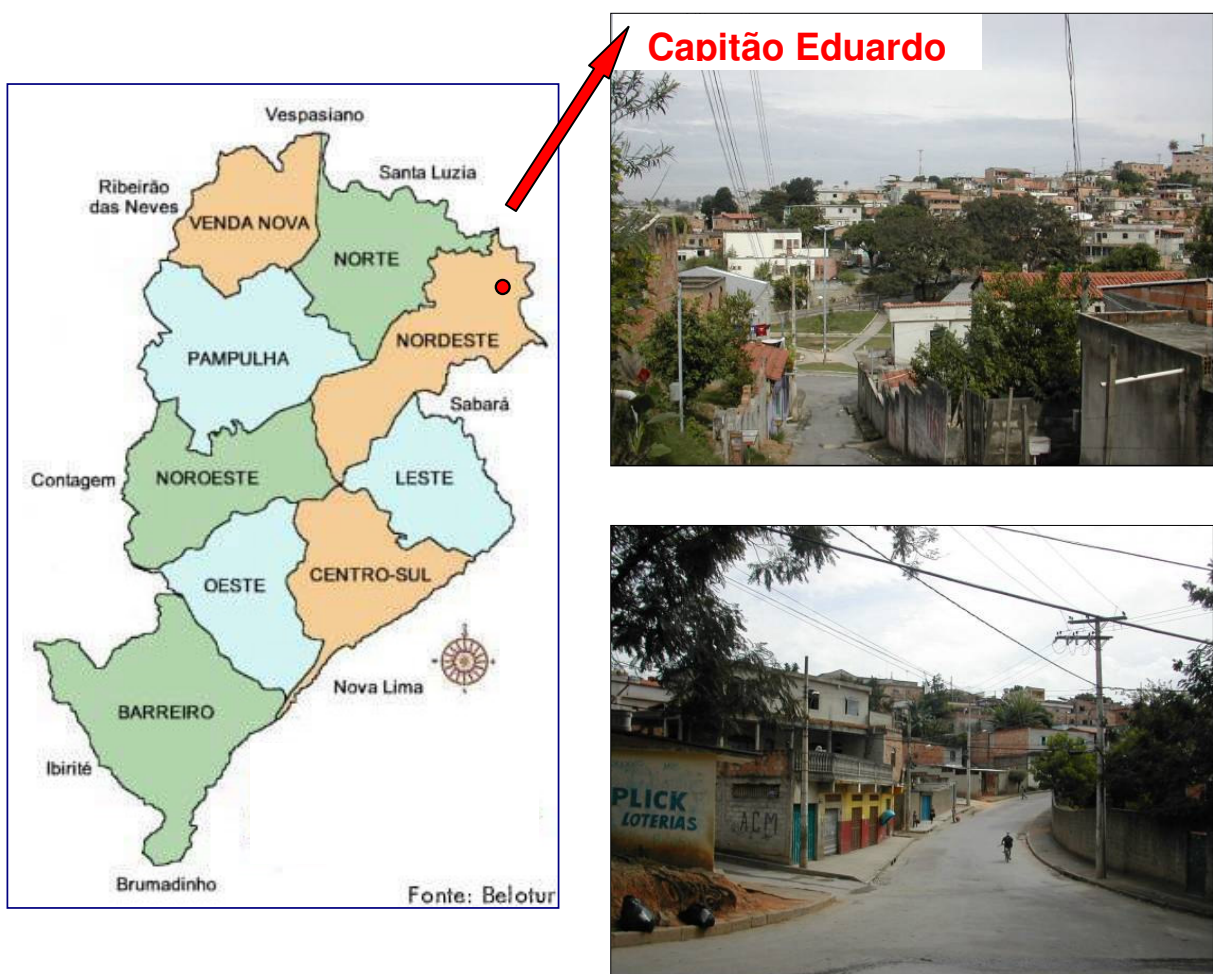 Capitão Eduardo
Vespasiano
Santa Luzia
Ribeirão
das Neves
VENDA NOVA
NORTE
NORDESTE
PAMPULHA
Sabará
Contagem
NOROESTE
LESTE
OESTE
CENTRO-SUL
Nova Lima
BARREIRO
Ibirité
Brumadinho
Fonte: Belotur
PLICK
LOTERIAS
ACM